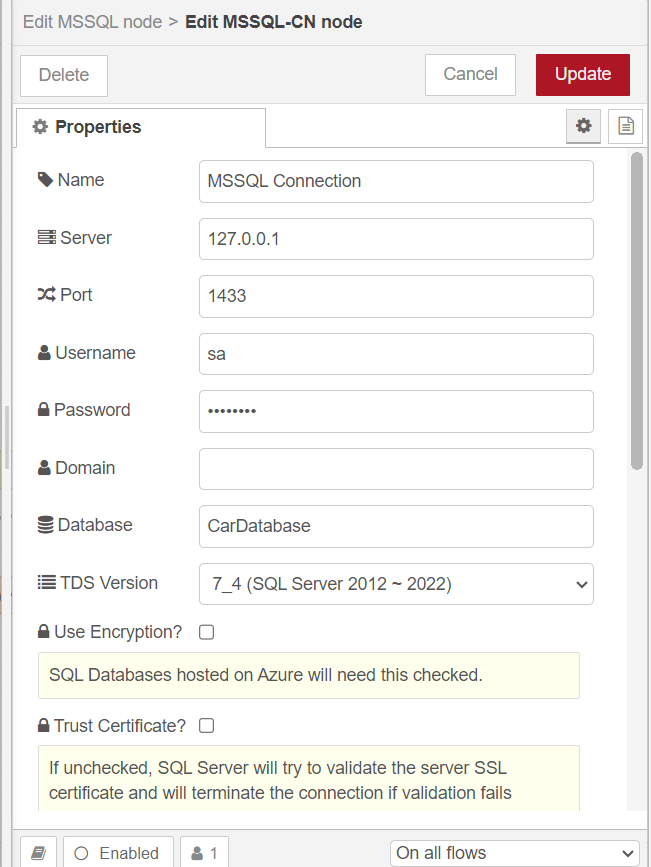 Edit MSSQL node > Edit MSSQL-CN node
Delete
Cancel
Update
Properties
Name
MSSQL Connection
Server
127.0.0.1
Port
1433
Username
sa
Password
••••••••
Domain
Database
CarDatabase
TDS Version
7_4 (SQL Server 2012 ~ 2022)
Use Encryption?
SQL Databases hosted on Azure will need this checked.
Trust Certificate?
If unchecked, SQL Server will try to validate the server SSL
certificate and will terminate the connection if validation fails
Enabled
1
On all flows